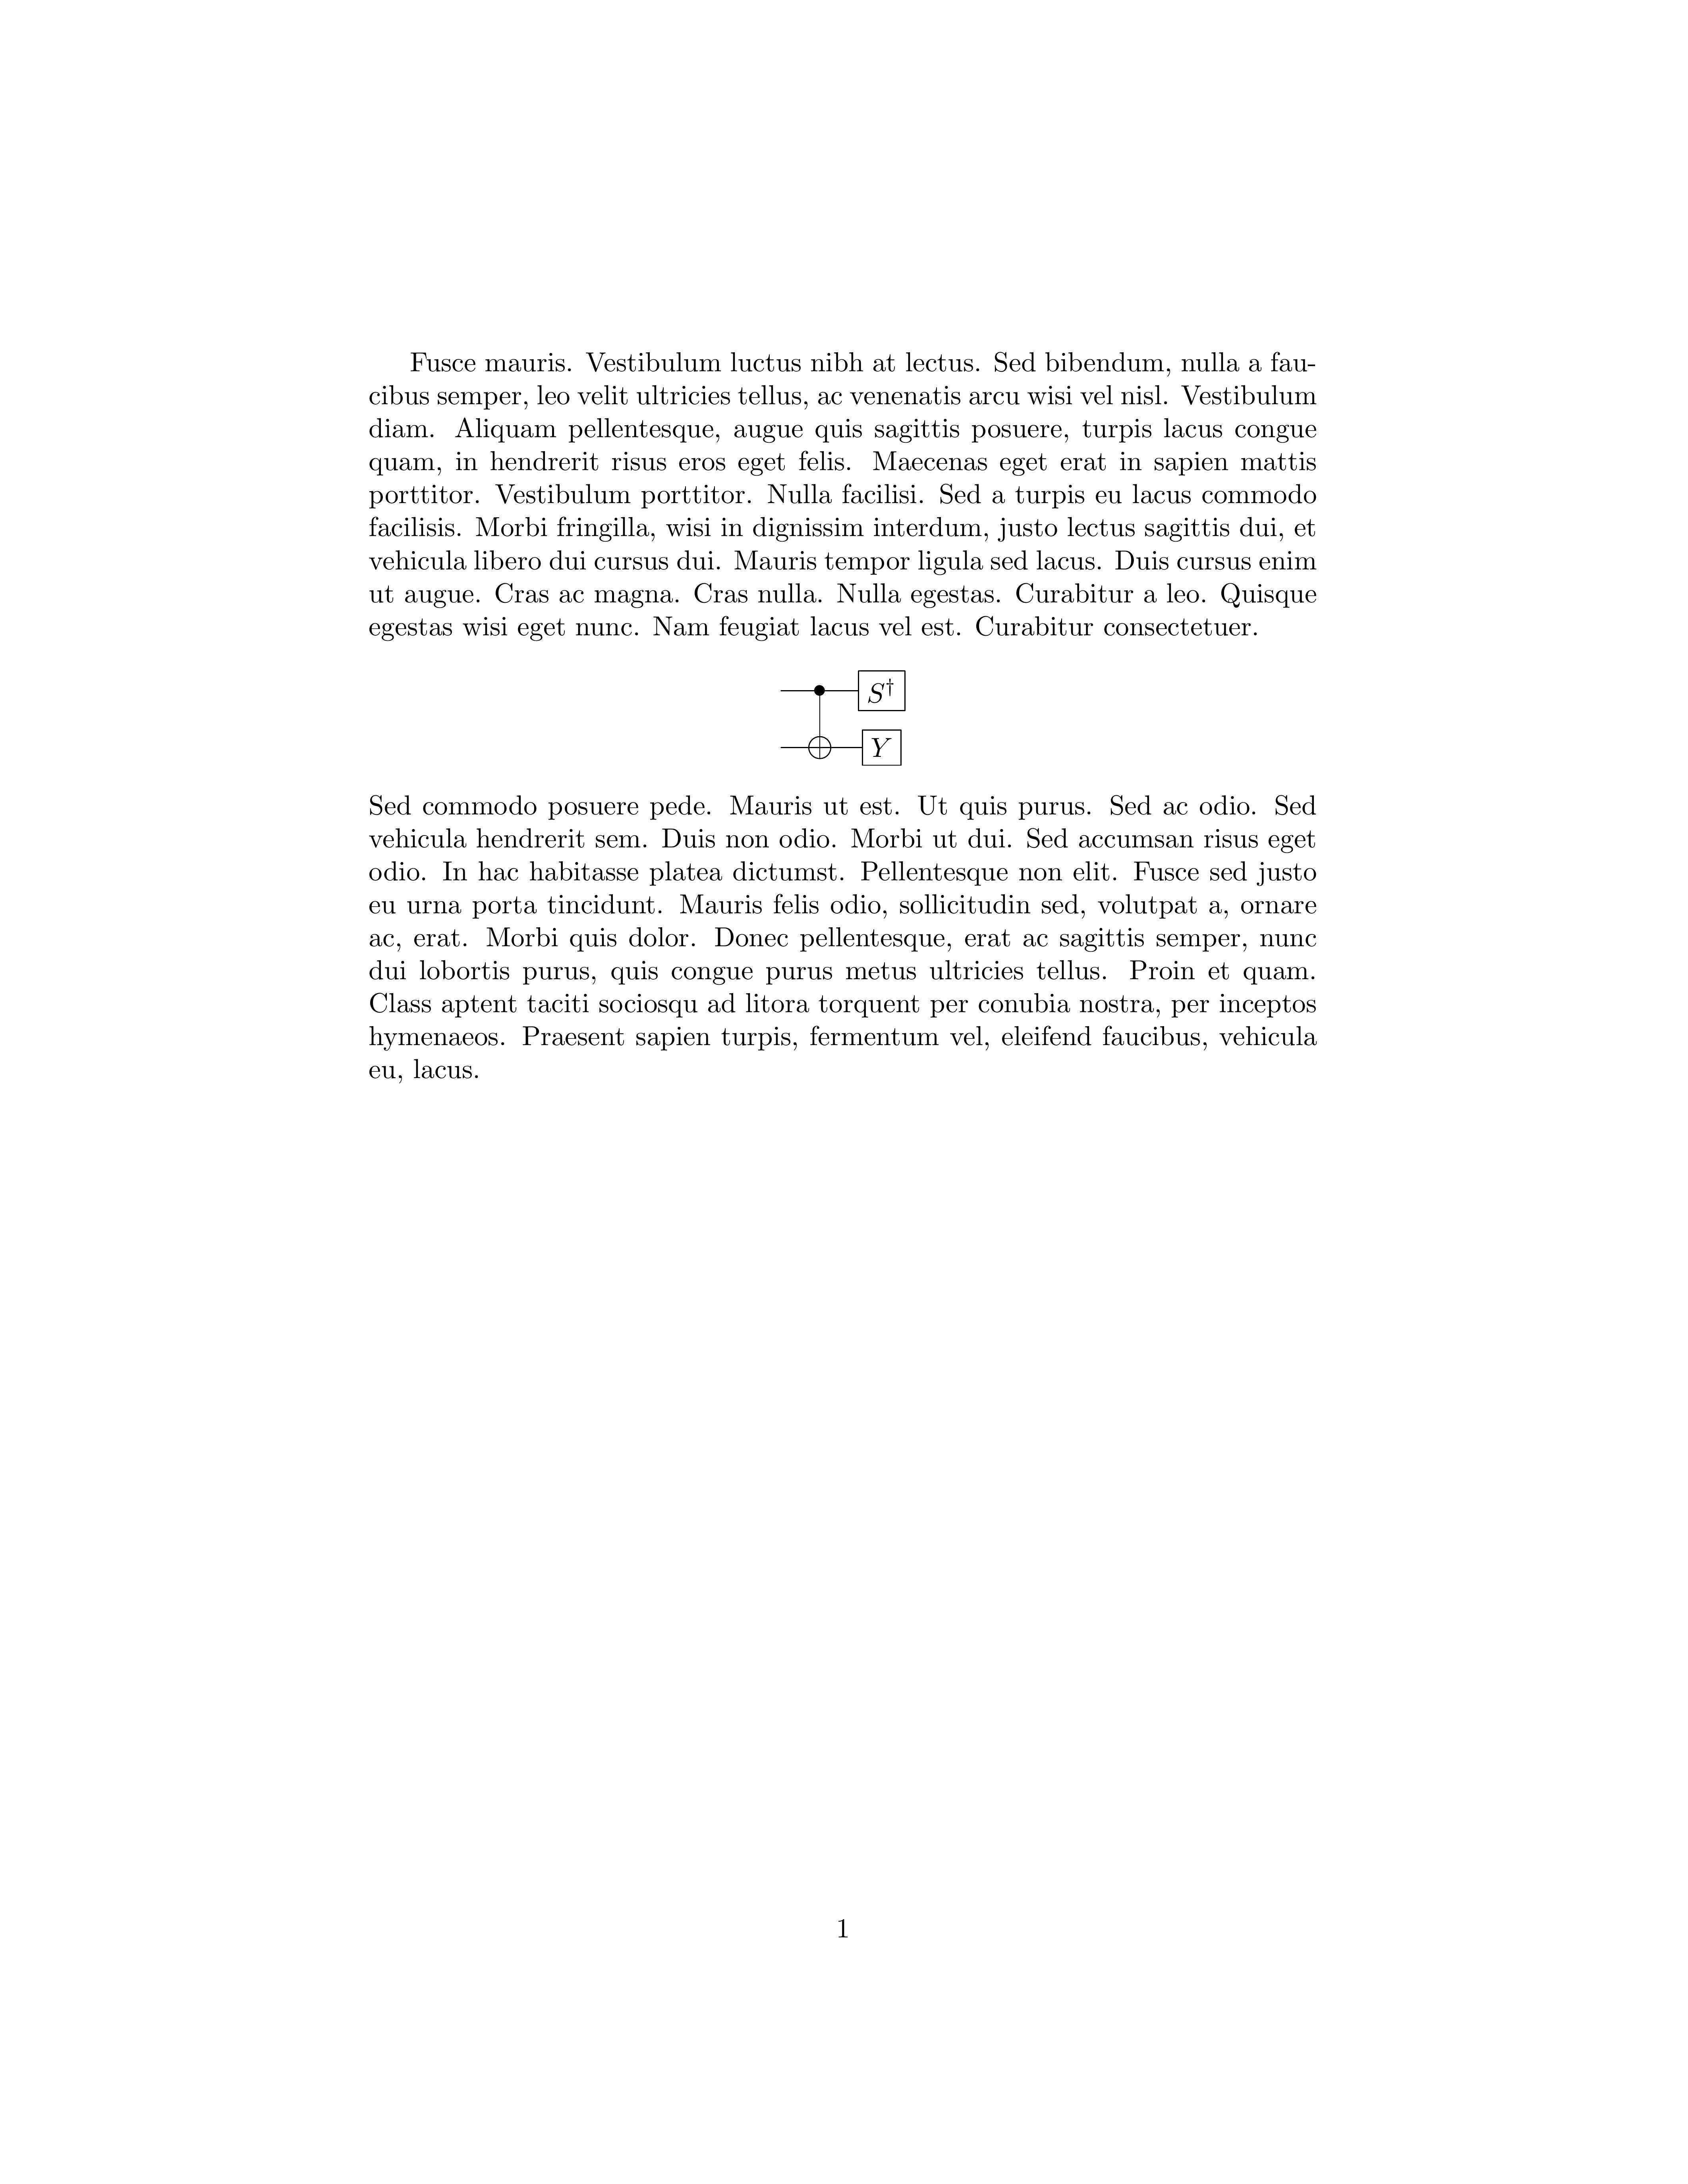 Fusce mauris. Vestibulum luctus nibh at lectus. Sed bibendum, nulla a fau-
cibus semper, leo velit ultricies tellus, ac venenatis arcu wisi vel nisl. Vestibulum
diam. Aliquam pellentesque, augue quis sagittis posuere, turpis lacus congue
quam, in hendrerit risus eros eget felis. Maecenas eget erat in sapien mattis
porttitor. Vestibulum porttitor. Nulla facilisi. Sed a turpis eu lacus commodo
facilisis. Morbi fringilla, wisi in dignissim interdum, justo lectus sagittis dui, et
vehicula libero dui cursus dui. Mauris tempor ligula sed lacus. Duis cursus enim
ut augue. Cras ac magna. Cras nulla. Nulla egestas. Curabitur a leo. Quisque
egestas wisi eget nunc. Nam feugiat lacus vel est. Curabitur consectetuer.
S†
Y
Sed commodo posuere pede. Mauris ut est. Ut quis purus. Sed ac odio. Sed
vehicula hendrerit sem. Duis non odio. Morbi ut dui. Sed accumsan risus eget
odio. In hac habitasse platea dictumst. Pellentesque non elit. Fusce sed justo
eu urna porta tincidunt. Mauris felis odio, sollicitudin sed, volutpat a, ornare
ac, erat. Morbi quis dolor. Donec pellentesque, erat ac sagittis semper, nunc
dui lobortis purus, quis congue purus metus ultricies tellus. Proin et quam.
Class aptent taciti sociosqu ad litora torquent per conubia nostra, per inceptos
hymenaeos. Praesent sapien turpis, fermentum vel, eleifend faucibus, vehicula
eu, lacus.
1